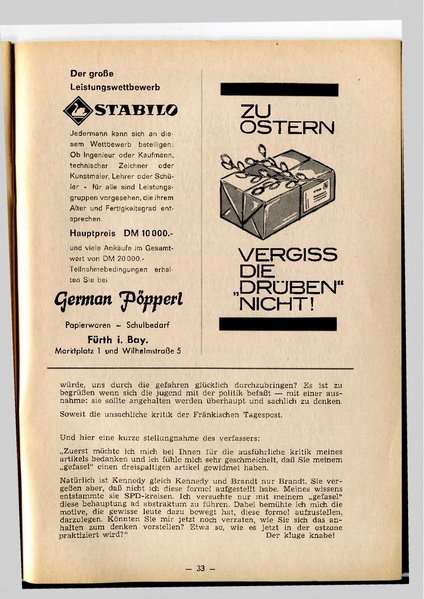 Der große
Leistungswettbewerb
STABILO
Jedermann kann sich an die-
sem Wettbewerb beteiligen.
Ob Ingenieur oder Kaufmann,
technischer Zeichner oder
Kunstmaler, Lehrer oder Schü-
ler - für alle sind Leistungs-
gruppen vorgesehen, die ihrem
Alter und Fertigkeitsgrad ent-
sprechen.
Hauptpreis DM 10 000.-
und viele Ankäufe im Gesamt-
wert von DM 20 000.-
Teilnahmebedingungen erhal-
ten Sie bei
German Pöpperl
Papierwaren - Schulbedarf
Fürth i. Bay.
Marktplatz 1 und Wilhelmstraße 5
ZU
OSTERN
VERGISS
DIE
„DRÜBEN"
NICHT!
würde, uns durch die gefahren glücklich durchzubringen? Es ist zu
begrüßen wenn sich die jugend mit der politik befaßt — mit einer aus-
nahme: sie sollte angehalten werden überhaupt und sachlich zu denken.
Soweit die unsachliche kritik der Fränkischen Tagespost.
Und hier eine kurze stellungnahme des verfassers:
„Zuerst möchte ich mich bei Ihnen für die ausführliche kritik meines
artikels bedanken und ich fühle mich sehr geschmeichelt, daß Sie meinem
„gefasel" einen dreispaltigen artikel gewidmet haben.
Natürlich ist Kennedy gleich Kennedy und Brandt nur Brandt. Sie ver-
gessen aber, daß nicht ich diese formel aufgestellt habe. Meines wissens
entstammte sie SPD-kreisen. Ich versuchte nur mit meinem „gefasel"
diese behauptung ad abstraktum zu führen. Dabei bemühte ich mich die
motive, die gewisse leute dazu bewegt hat, diese formel aufzustellen,
darzulegen. Könnten Sie mir jetzt noch verraten, wie Sie sich das an-
halten zum denken vorstellen? Etwa so, wie es jetzt in der ostzone
praktiziert wird?" Der kluge knabe!
— 33 —